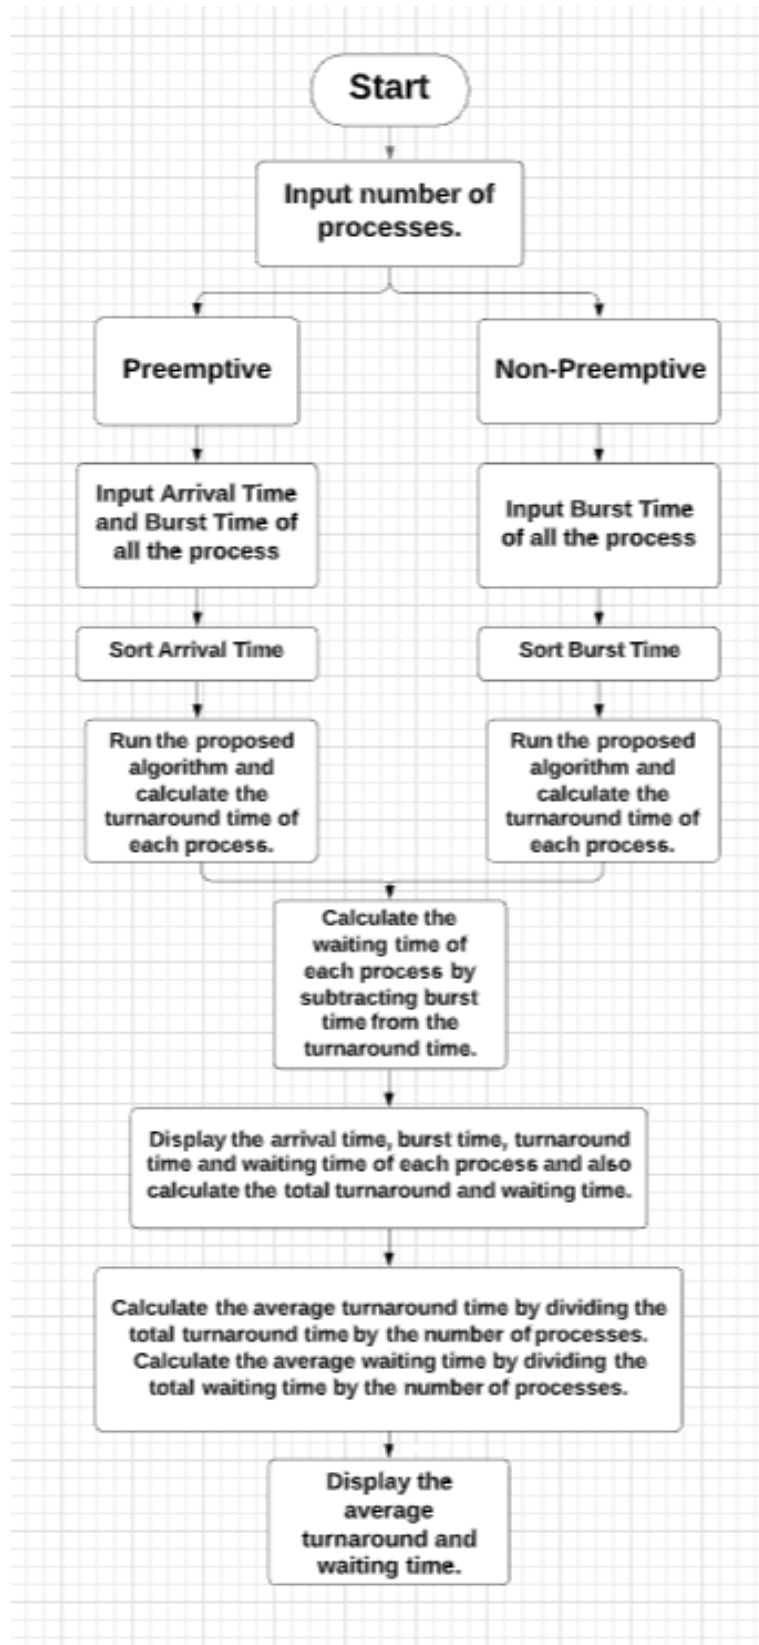 Start
Input number of
processes.
Preemptive
Non-Preemptive
Input Arrival Time
and Burst Time of
all the process
Input Burst Time
of all the process
Sort Arrival Time
Sort Burst Time
Run the proposed
algorithm and
calculate the
turnaround time of
each process.
Run the proposed
algorithm and
calculate the
turnaround time of
each process.
Calculate the
waiting time of
each process by
subtracting burst
time from the
turnaround time.
Display the arrival time, burst time, turnaround
time and waiting time of each process and also
calculate the total turnaround and waiting time.
Calculate the average turnaround time by dividing the
total turnaround time by the number of processes.
Calculate the average waiting time by dividing the
total waiting time by the number of processes.
Display the
average
turnaround and
waiting time.